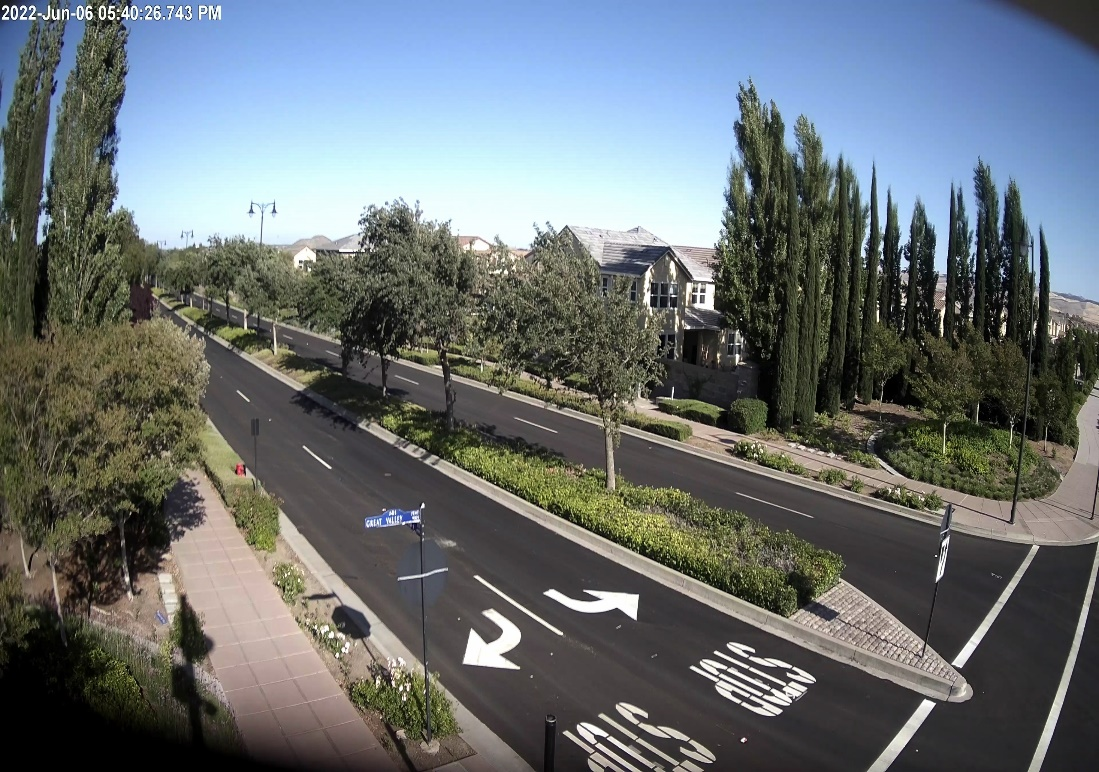 2022-Jun-06 05:40:26.743 PM
GREAT VALLEY
STOP
STOP